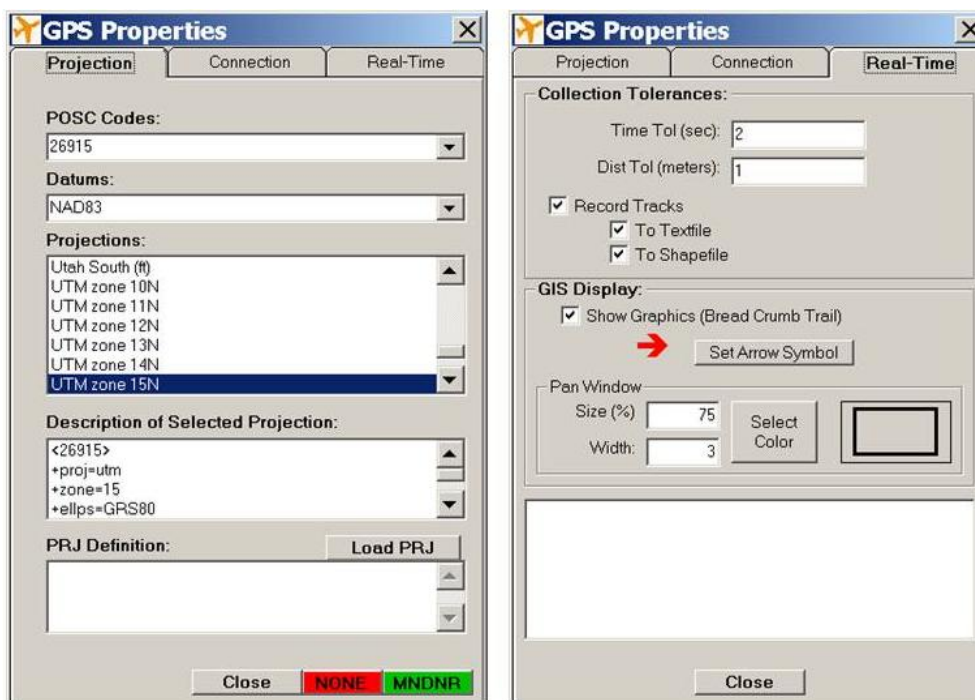 GPS Properties
Projection Connection Real-Time
POSC Codes:
26915
Datums:
NAD83
Projections:
Utah South (ft)
UTM zone 10N
UTM zone 11N
UTM zone 12N
UTM zone 13N
UTM zone 14N
UTM zone 15N
Description of Selected Projection:
<26915>
+proj=utm
+zone=15
+ellps=GRS80
PRJ Definition: Load PRJ
Close NONE MNDNR
GPS Properties
Projection Connection Real-Time
Collection Tolerances:
Time Tol (sec): 2
Dist Tol (meters): 1
Record Tracks
To Textfile
To Shapefile
GIS Display:
Show Graphics (Bread Crumb Trail)
Set Arrow Symbol
Pan Window
Size (%) 75
Width: 3
Select
Color
Close